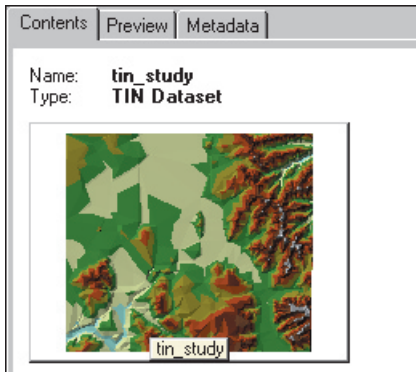 Contents Preview Metadata
Name: tin_study
Type: TIN Dataset
tin_study